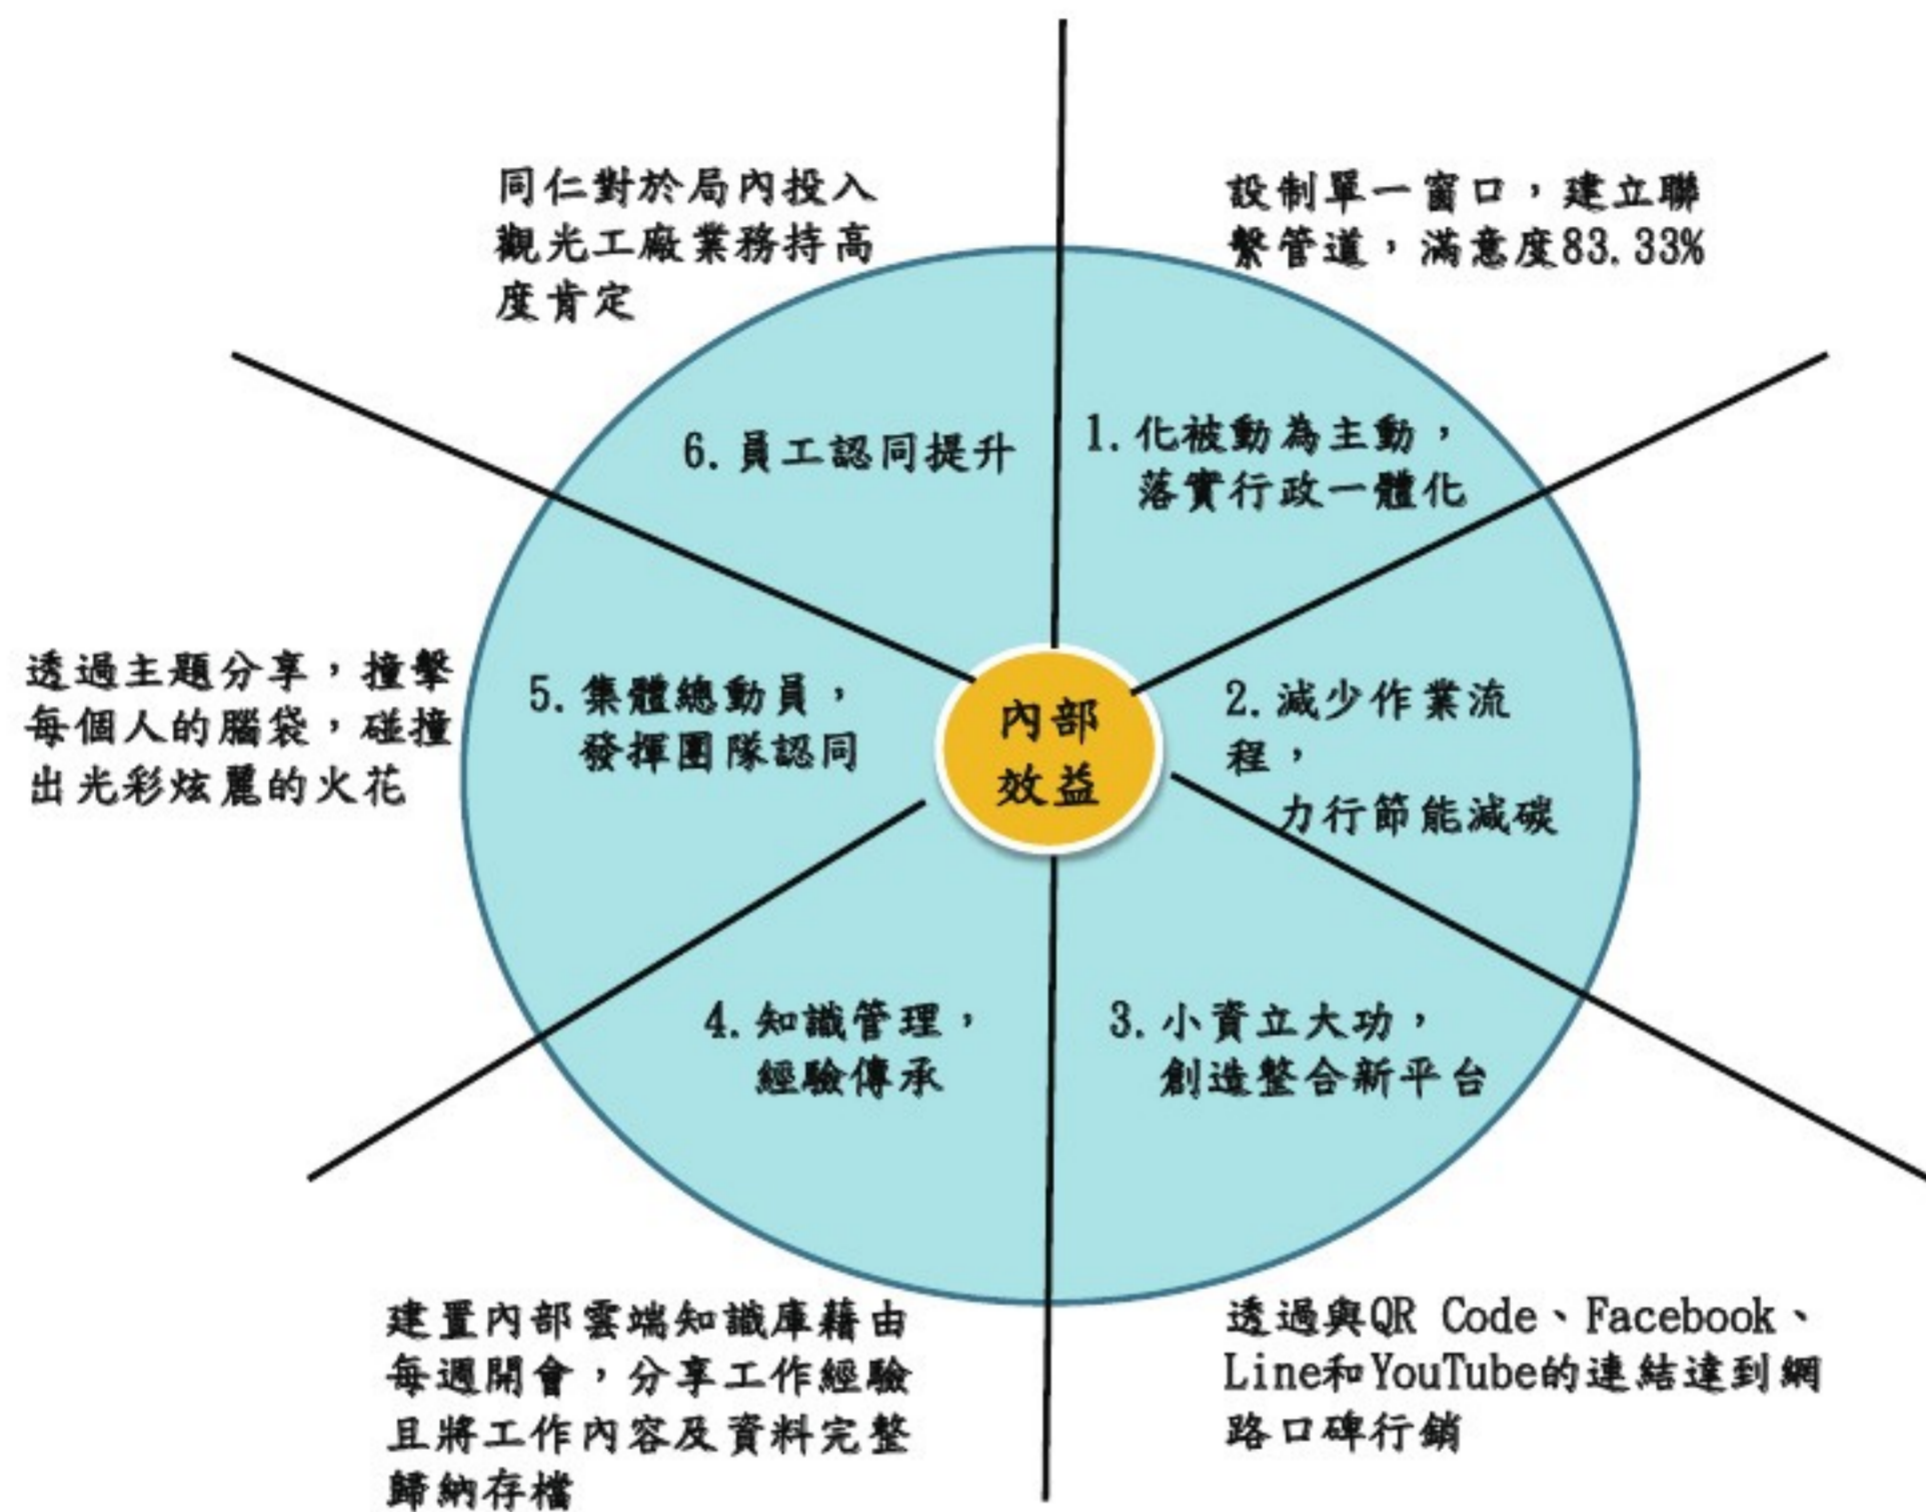 同仁對於局內投入
觀光工廠業務持高
度肯定
設制單一窗口，建立聯
繫管道，滿意度83.33%
6.員工認同提升
1.化被動為主動，
落實行政一體化
透過主題分享，撞擊
每個人的腦袋，碰撞
出光彩炫麗的火花
5.集體總動員，
發揮團隊認同
內部
效益
2.減少作業流
程，
力行節能減碳
4.知識管理，
經驗傳承
3.小資立大功，
創造整合新平台
建置內部雲端知識庫藉由
每週開會，分享工作經驗
且將工作內容及資料完整
歸納存檔
透過與QR Code、Facebook、
Line和YouTube的連結達到網
路口碑行銷